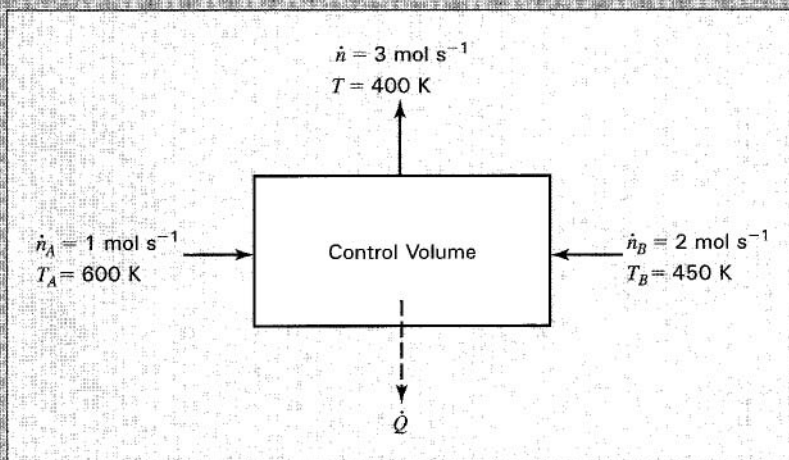 ṅ = 3 mol s⁻¹
T = 400 K
ṅ_A = 1 mol s⁻¹
T_A = 600 K
Control Volume
ṅ_B = 2 mol s⁻¹
T_B = 450 K
Q̇